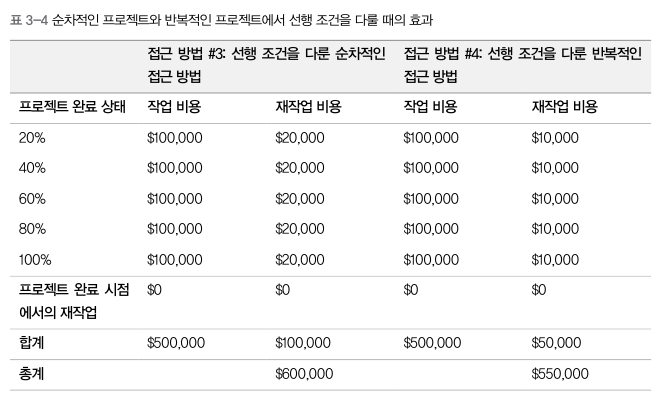 표 3-4 순차적인 프로젝트와 반복적인 프로젝트에서 선행 조건을 다룰 때의 효과
접근 방법 #3: 선행 조건을 다룬 순차적인 접근 방법 #4: 선행 조건을 다룬 반복적인
접근 방법 접근 방법
프로젝트 완료 상태 작업 비용 재작업 비용 작업 비용 재작업 비용
20% $100,000 $20,000 $100,000 $10,000
40% $100,000 $20,000 $100,000 $10,000
60% $100,000 $20,000 $100,000 $10,000
80% $100,000 $20,000 $100,000 $10,000
100% $100,000 $20,000 $100,000 $10,000
프로젝트 완료 시점 $0 $0 $0 $0
에서의 재작업
합계 $500,000 $100,000 $500,000 $50,000
총계 $600,000 $550,000